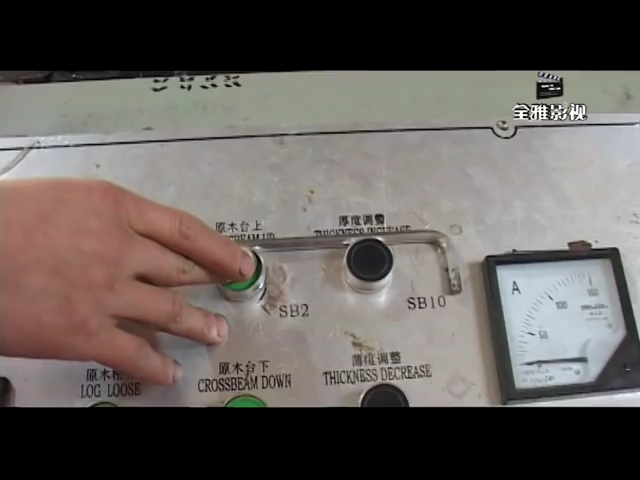 全雅影视
原木台上
厚度调整
THICKNESS INCREASE
SB2
SB10
A
50
100
原木台下
薄度调整
LOG LOOSE
CROSSBEAM DOWN
THICKNESS DECREASE